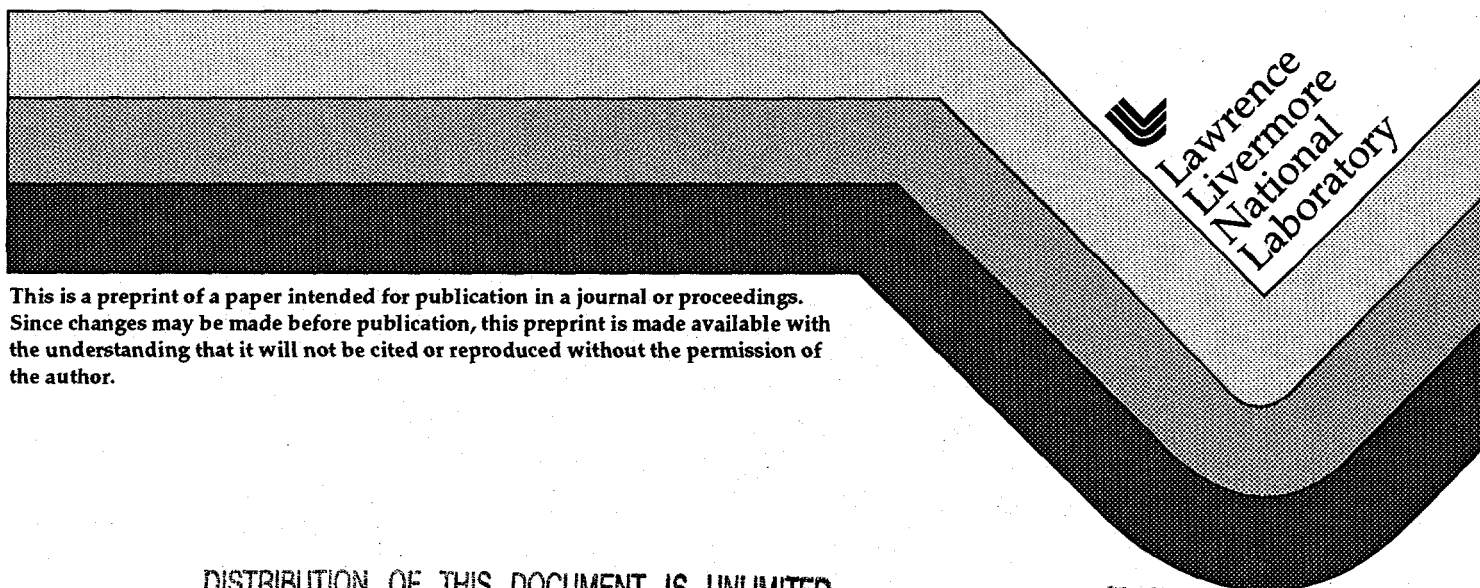 Lawrence
Livermore
National
Laboratory
This is a preprint of a paper intended for publication in a journal or proceedings.
Since changes may be made before publication, this preprint is made available with
the understanding that it will not be cited or reproduced without the permission of
the author.
DISTRIBUTION OF THIS DOCUMENT IS UNLIMITED